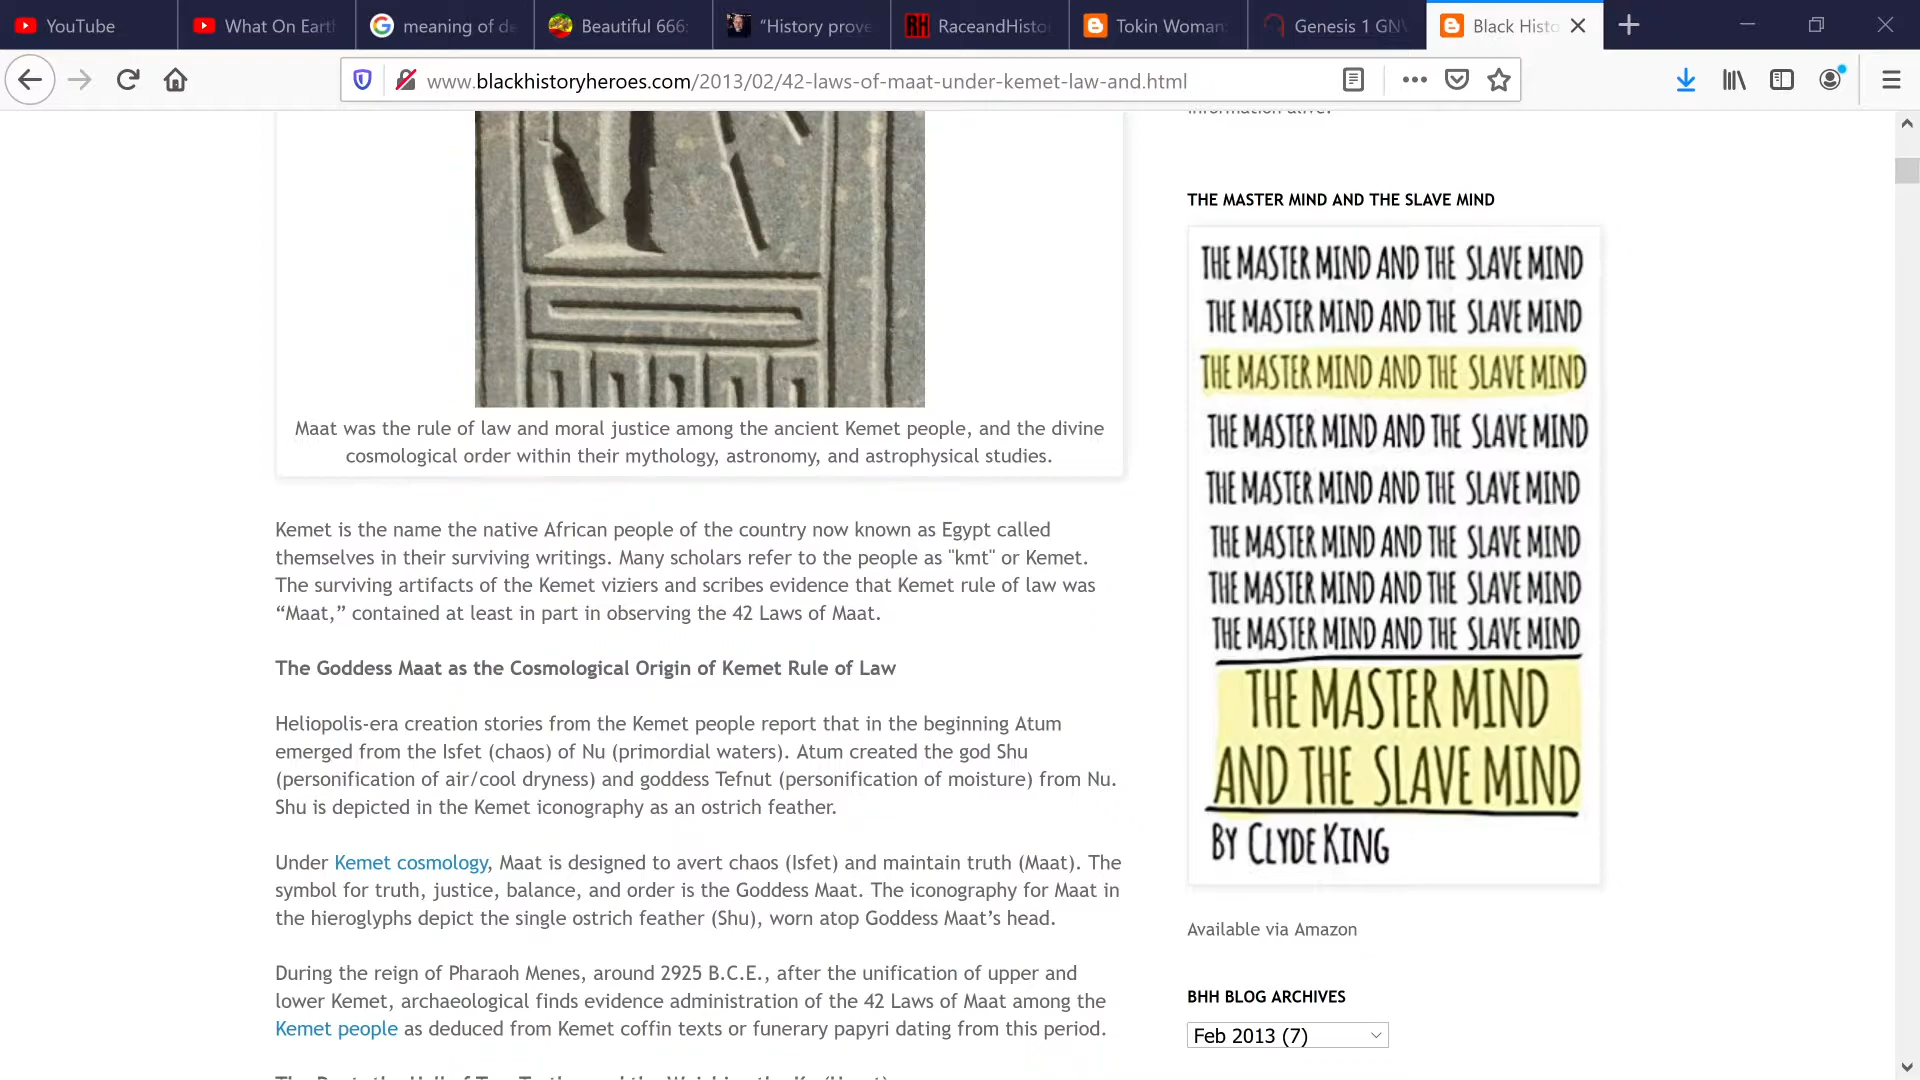 YouTube
What On Eart
meaning of de
Beautiful 666:
“History prove
RaceandHisto
Tokin Woman:
Genesis 1 GNV
Black Histo
www.blackhistoryheroes.com/2013/02/42-laws-of-maat-under-kemet-law-and.html
Maat was the rule of law and moral justice among the ancient Kemet people, and the divine
cosmological order within their mythology, astronomy, and astrophysical studies.
Kemet is the name the native African people of the country now known as Egypt called
themselves in their surviving writings. Many scholars refer to the people as "kmt" or Kemet.
The surviving artifacts of the Kemet viziers and scribes evidence that Kemet rule of law was
“Maat,” contained at least in part in observing the 42 Laws of Maat.
The Goddess Maat as the Cosmological Origin of Kemet Rule of Law
Heliopolis-era creation stories from the Kemet people report that in the beginning Atum
emerged from the Isfet (chaos) of Nu (primordial waters). Atum created the god Shu
(personification of air/cool dryness) and goddess Tefnut (personification of moisture) from Nu.
Shu is depicted in the Kemet iconography as an ostrich feather.
Under Kemet cosmology, Maat is designed to avert chaos (Isfet) and maintain truth (Maat). The
symbol for truth, justice, balance, and order is the Goddess Maat. The iconography for Maat in
the hieroglyphs depict the single ostrich feather (Shu), worn atop Goddess Maat’s head.
During the reign of Pharaoh Menes, around 2925 B.C.E., after the unification of upper and
lower Kemet, archaeological finds evidence administration of the 42 Laws of Maat among the
Kemet people as deduced from Kemet coffin texts or funerary papyri dating from this period.
information alive.
THE MASTER MIND AND THE SLAVE MIND
THE MASTER MIND AND THE SLAVE MIND
THE MASTER MIND AND THE SLAVE MIND
THE MASTER MIND AND THE SLAVE MIND
THE MASTER MIND AND THE SLAVE MIND
THE MASTER MIND AND THE SLAVE MIND
THE MASTER MIND AND THE SLAVE MIND
THE MASTER MIND AND THE SLAVE MIND
THE MASTER MIND AND THE SLAVE MIND
THE MASTER MIND
AND THE SLAVE MIND
BY CLYDE KING
Available via Amazon
BHH BLOG ARCHIVES
Feb 2013 (7)